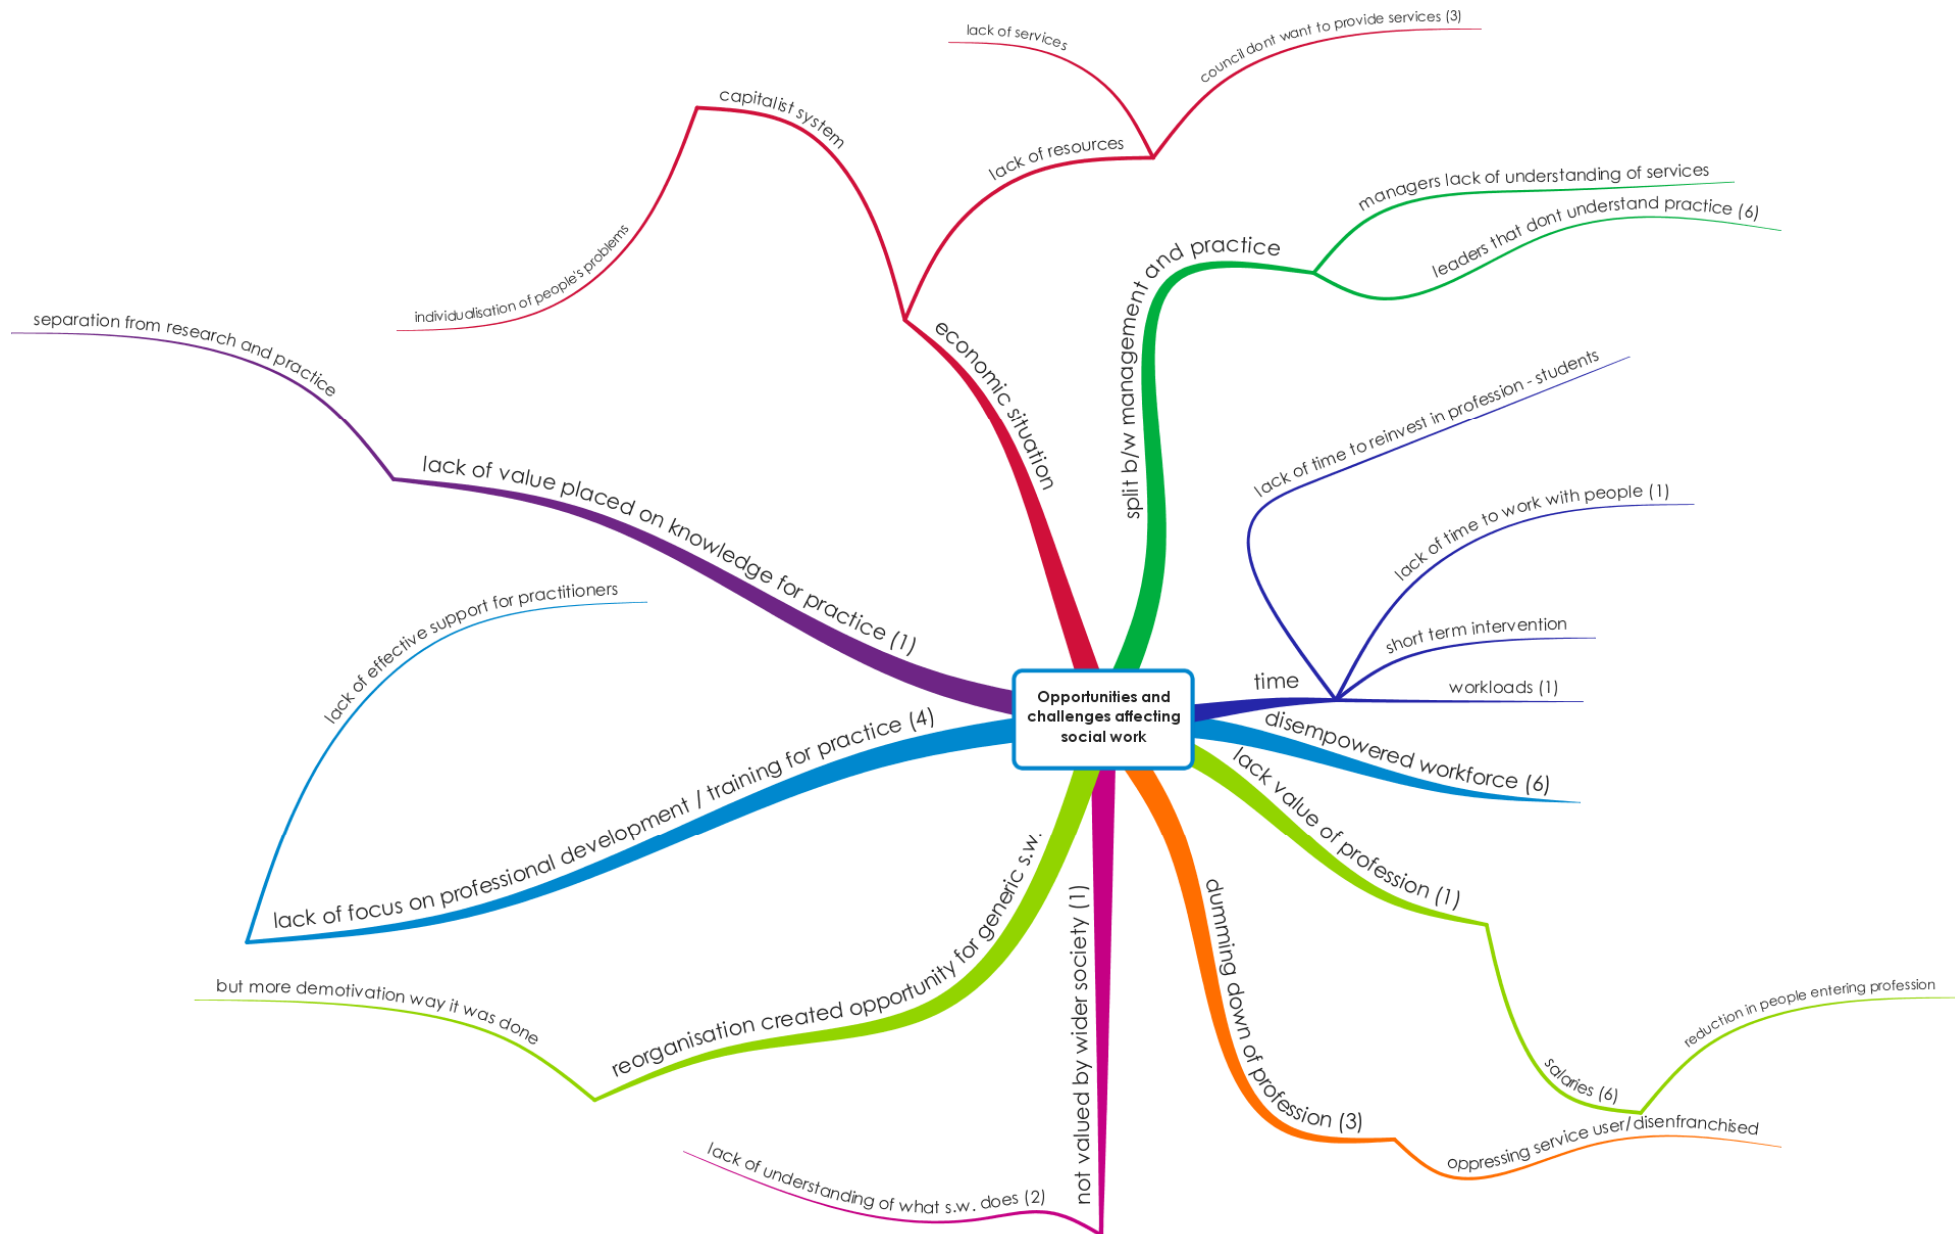 Opportunities and
challenges affecting
social work
split b/w management and practice
managers lack of understanding of services
leaders that dont understand practice (6)
time
lack of time to reinvest in profession - students
lack of time to work with people (1)
short term intervention
workloads (1)
disempowered workforce (6)
lack value of profession (1)
salaries (6)
reduction in people entering profession
dumming down of profession (3)
oppressing service user/disenfranchised
not valued by wider society (1)
lack of understanding of what s.w. does (2)
reorganisation created opportunity for generic s.w.
but more demotivation way it was done
lack of focus on professional development / training for practice (4)
lack of effective support for practitioners
lack of value placed on knowledge for practice (1)
separation from research and practice
economic situation
capitalist system
individualisation of people's problems
lack of resources
lack of services
council dont want to provide services (3)